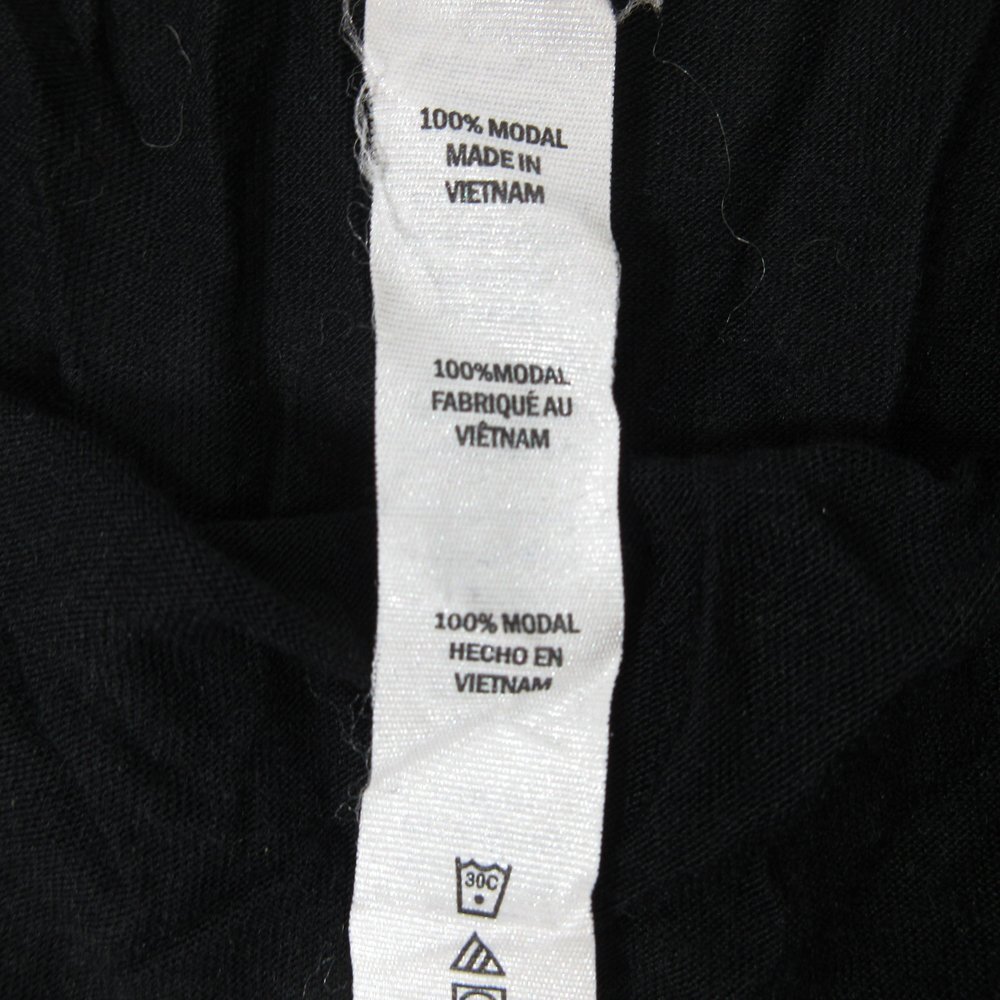 100% MODAL
MADE IN
VIETNAM
100%MODAL
FABRIQUÉ AU
VIÊTNAM
100% MODAL
HECHO EN
VIETNAM
30C